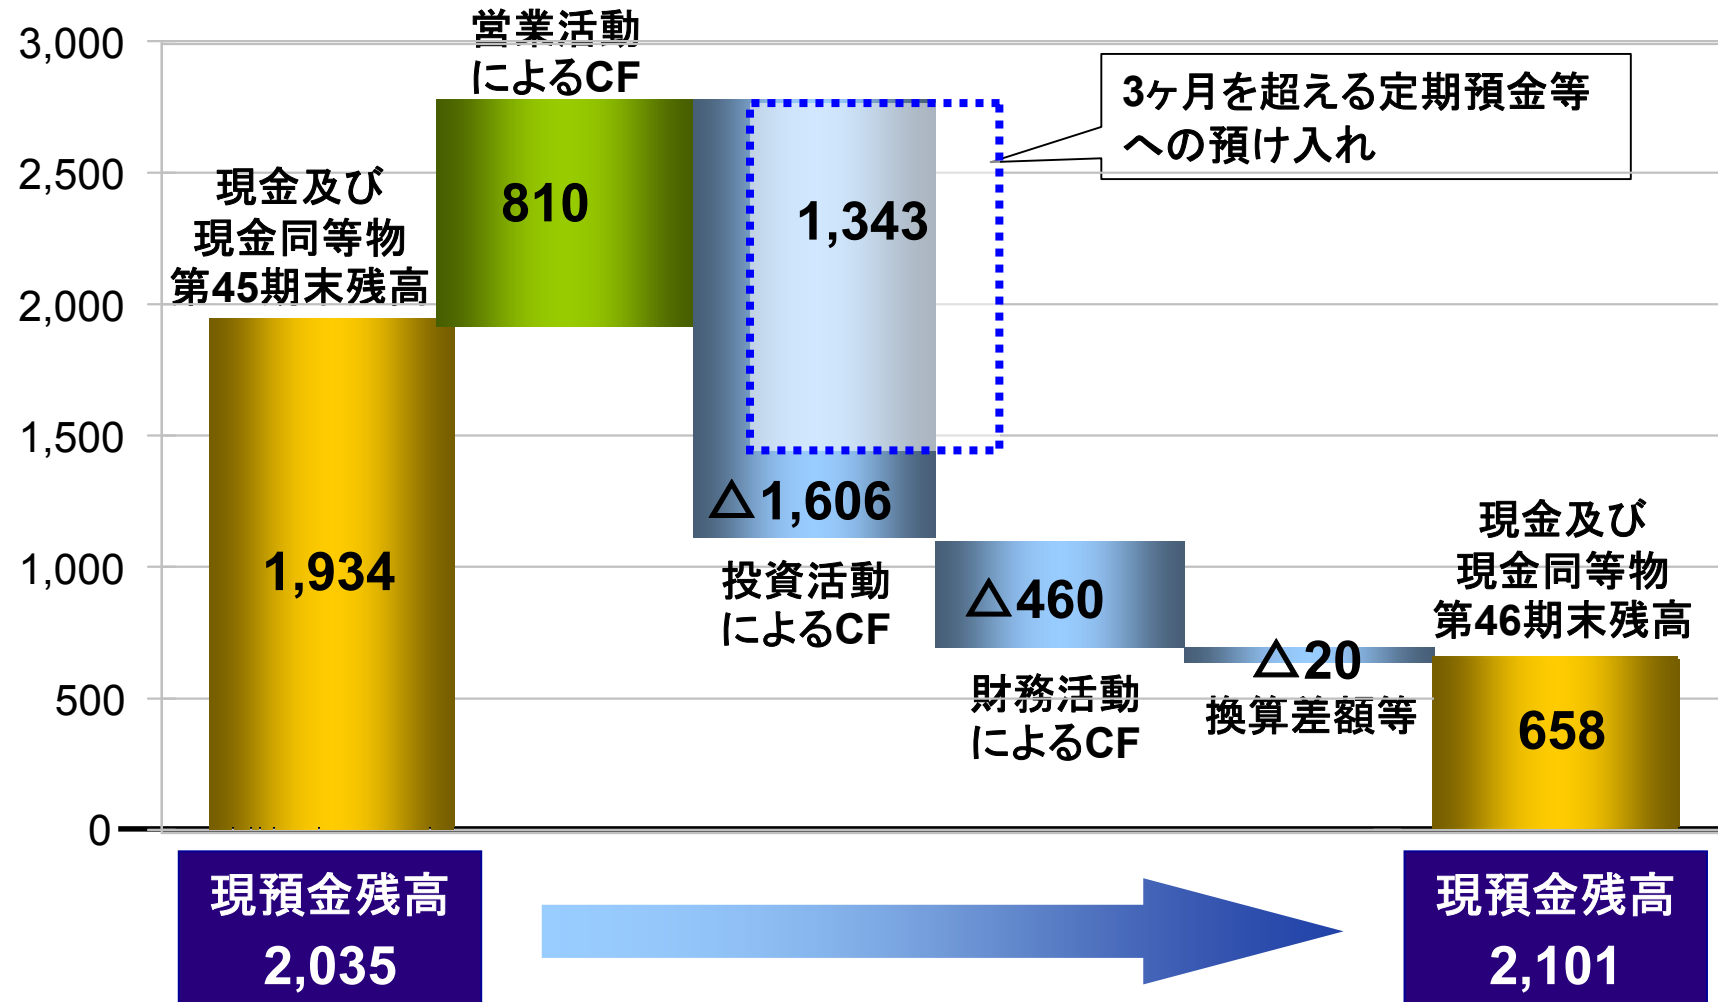 3,000
2,500
2,000
1,500
1,000
500
0
現金及び
現金同等物
第45期末残高
1,934
営業活動
によるCF
810
3ヶ月を超える定期預金等
への預け入れ
1,343
△1,606
投資活動
によるCF
△460
財務活動
によるCF
△20
換算差額等
現金及び
現金同等物
第46期末残高
658
現預金残高
2,035
現預金残高
2,101